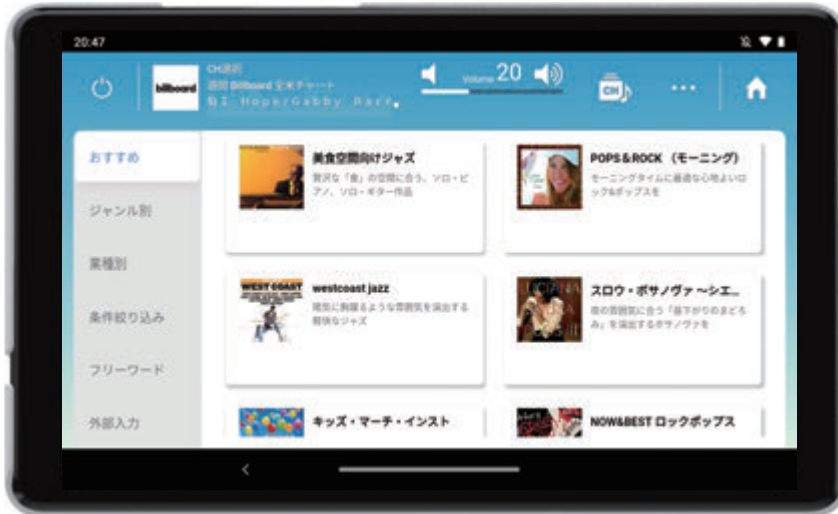 20:47
billboard
CH選択
週間 Billboard 全米チャート
Hope/Gabby Barr
Volume 20
CH
おすすめ
ジャンル別
業種別
条件絞り込み
フリーワード
外部入力
美食空間向けジャズ
贅沢な「食」の空間に合う、ソロ・ピ
アノ、ソロ・ギター作品
POPS&ROCK (モーニング)
モーニングタイムに最適な心地よいロ
ック&ポップスを
WEST COAST
westcoast jazz
陽気に胸躍るような雰囲気を演出する
軽快なジャズ
LUCIANA
スロウ・ボサノヴァ ～シエ...
夜の雰囲気に合う「昼下がりのまどろ
み」を演出するボサノヴァを
キッズ・マーチ・インスト
NOW&BEST ロックポップス